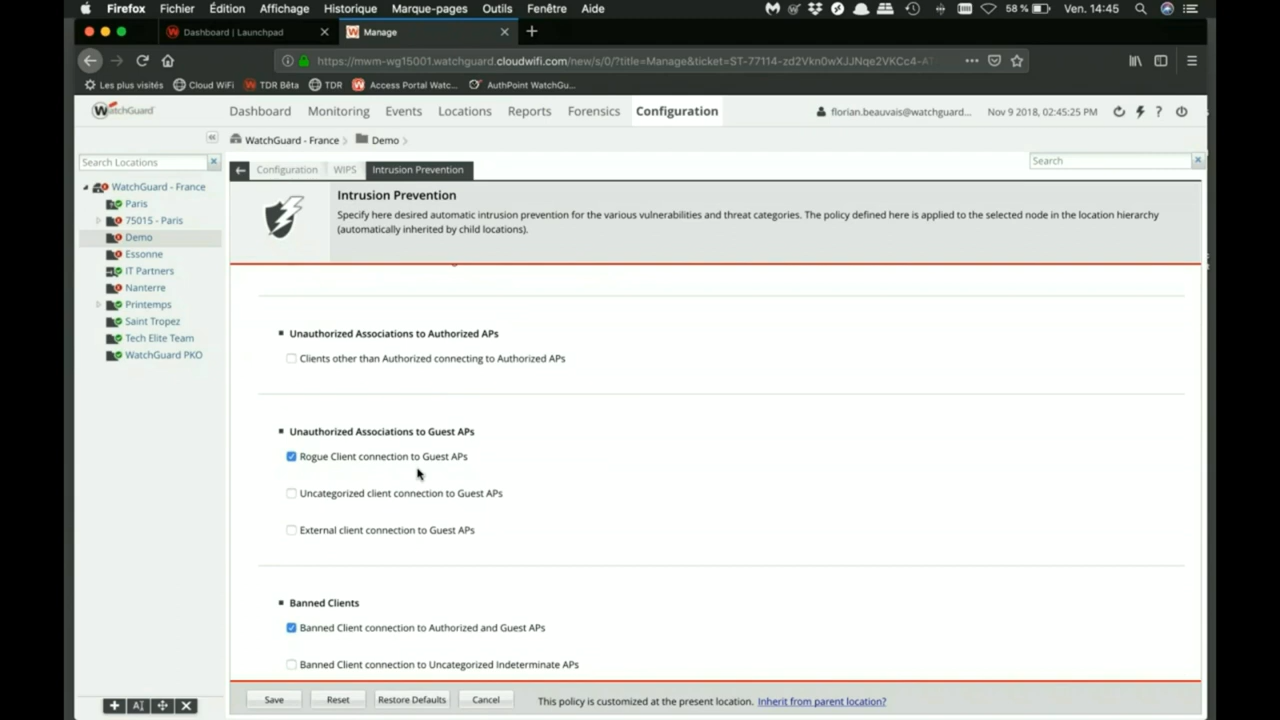 Firefox Fichier Édition Affichage Historique Marque-pages Outils Fenêtre Aide 58 % Ven. 14:45
Dashboard | Launchpad
Manage
https://mwm-wg15001.watchguard.cloudwifi.com/new/s/0/?title=Manage&ticket=ST-77114-zd2Vkn0wXJJNqe2VKCc4-A
Les plus visités Cloud WiFi TDR Bêta TDR Access Portal Watc... AuthPoint WatchGu...
WatchGuard
Dashboard Monitoring Events Locations Reports Forensics Configuration
florian.beauvais@watchguard... Nov 9 2018, 02:45:25 PM
WatchGuard - France Demo
Search Locations
Search
Configuration WIPS Intrusion Prevention
WatchGuard - France
Paris
75015 - Paris
Demo
Essonne
IT Partners
Nanterre
Printemps
Saint Tropez
Tech Elite Team
WatchGuard PKO
Intrusion Prevention
Specify here desired automatic intrusion prevention for the various vulnerabilities and threat categories. The policy defined here is applied to the selected node in the location hierarchy
(automatically inherited by child locations).
Unauthorized Associations to Authorized APs
Clients other than Authorized connecting to Authorized APs
Unauthorized Associations to Guest APs
Rogue Client connection to Guest APs
Uncategorized client connection to Guest APs
External client connection to Guest APs
Banned Clients
Banned Client connection to Authorized and Guest APs
Banned Client connection to Uncategorized Indeterminate APs
Save Reset Restore Defaults Cancel This policy is customized at the present location. Inherit from parent location?